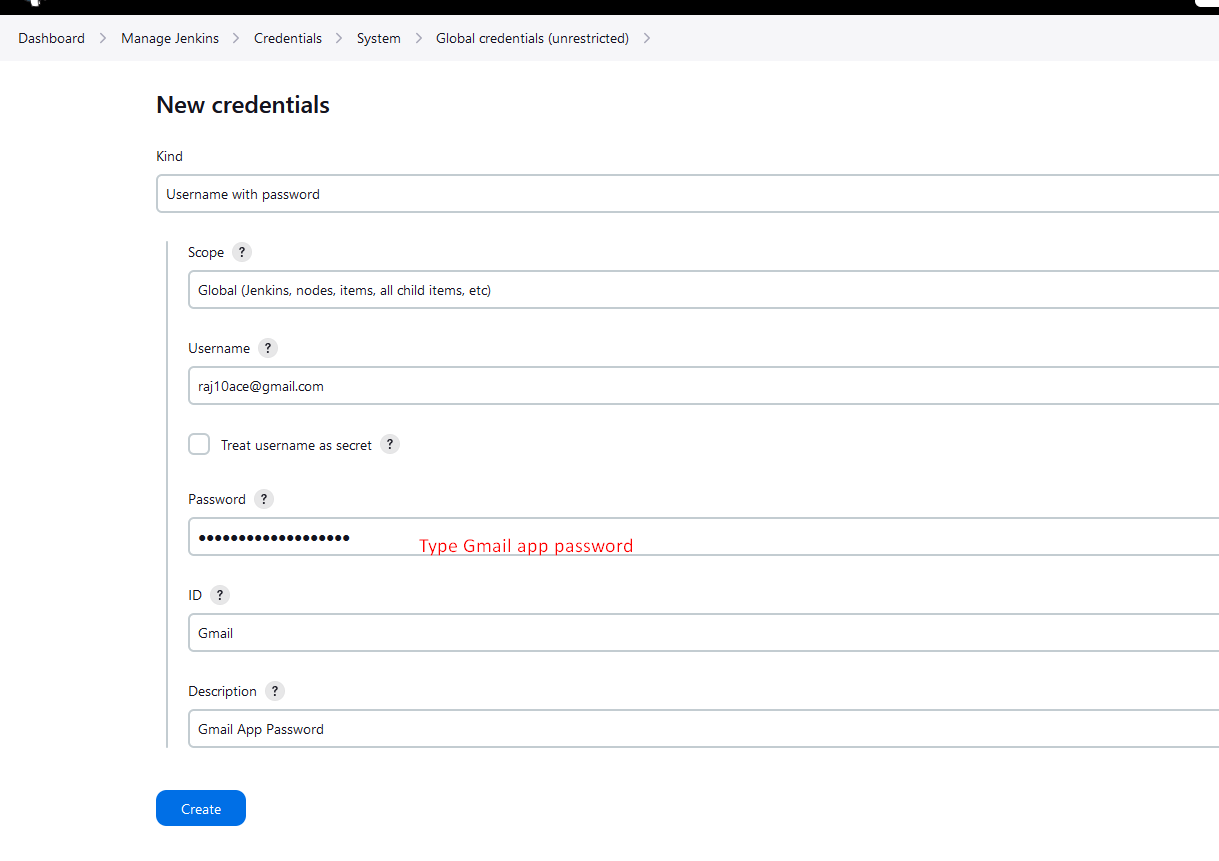 Dashboard > Manage Jenkins > Credentials > System > Global credentials (unrestricted) >
New credentials
Kind
Username with password
Scope ?
Global (Jenkins, nodes, items, all child items, etc)
Username ?
raj10ace@gmail.com
Treat username as secret ?
Password ?
••••••••••••••••••• Type Gmail app password
ID ?
Gmail
Description ?
Gmail App Password
Create